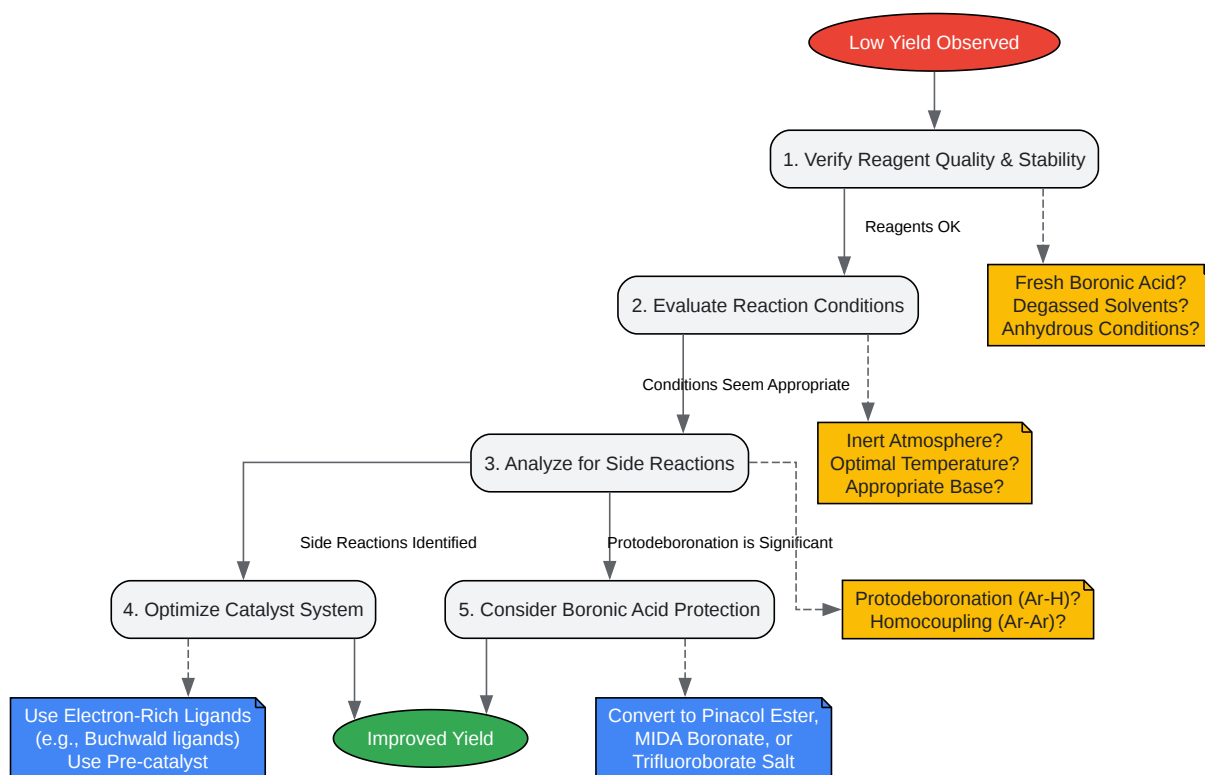 Low Yield Observed
1. Verify Reagent Quality & Stability
Reagents OK
Fresh Boronic Acid?
Degassed Solvents?
Anhydrous Conditions?
2. Evaluate Reaction Conditions
Conditions Seem Appropriate
Inert Atmosphere?
Optimal Temperature?
Appropriate Base?
3. Analyze for Side Reactions
Side Reactions Identified
Protodeboronation is Significant
4. Optimize Catalyst System
5. Consider Boronic Acid Protection
Protodeboronation (Ar-H)?
Homocoupling (Ar-Ar)?
Use Electron-Rich Ligands
(e.g., Buchwald ligands)
Use Pre-catalyst
Improved Yield
Convert to Pinacol Ester,
MIDA Boronate, or
Trifluoroborate Salt